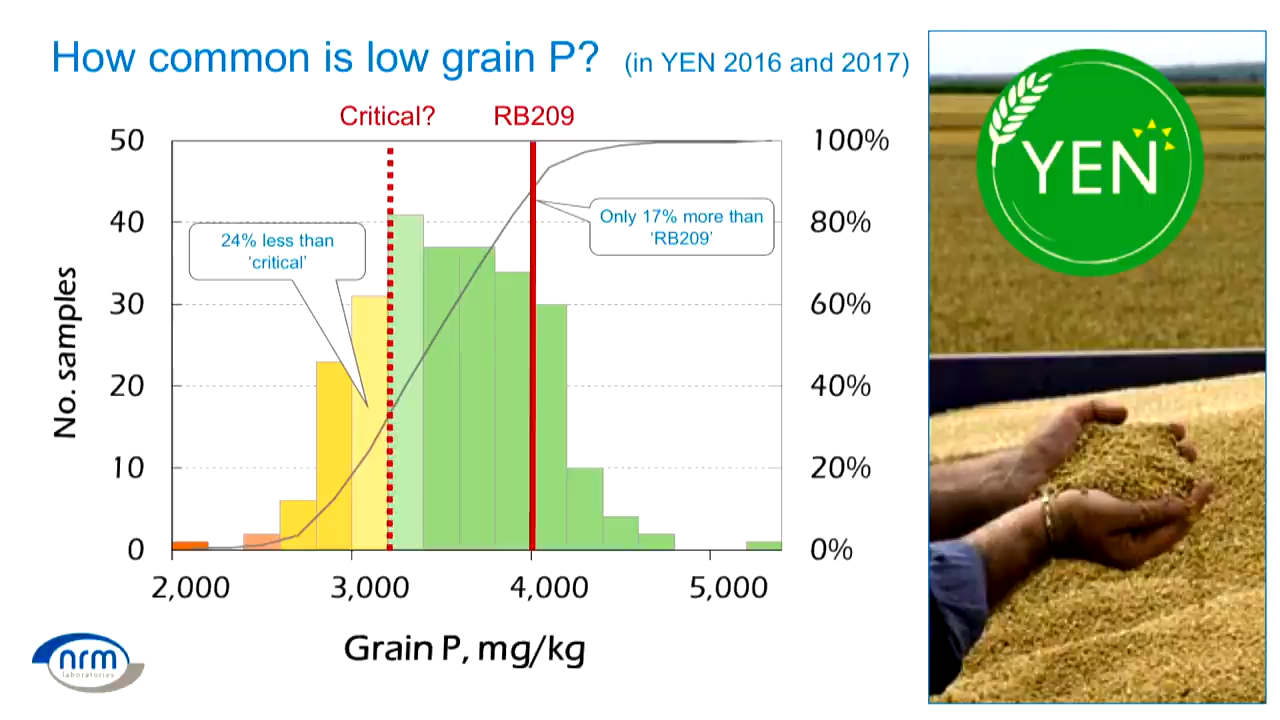 How common is low grain P? (in YEN 2016 and 2017)
Critical? RB209
50
40
30
20
10
0
100%
80%
60%
40%
20%
0%
24% less than
‘critical’
Only 17% more than
‘RB209’
No. samples
2,000 3,000 4,000 5,000
Grain P, mg/kg
YEN
nrm
laboratories